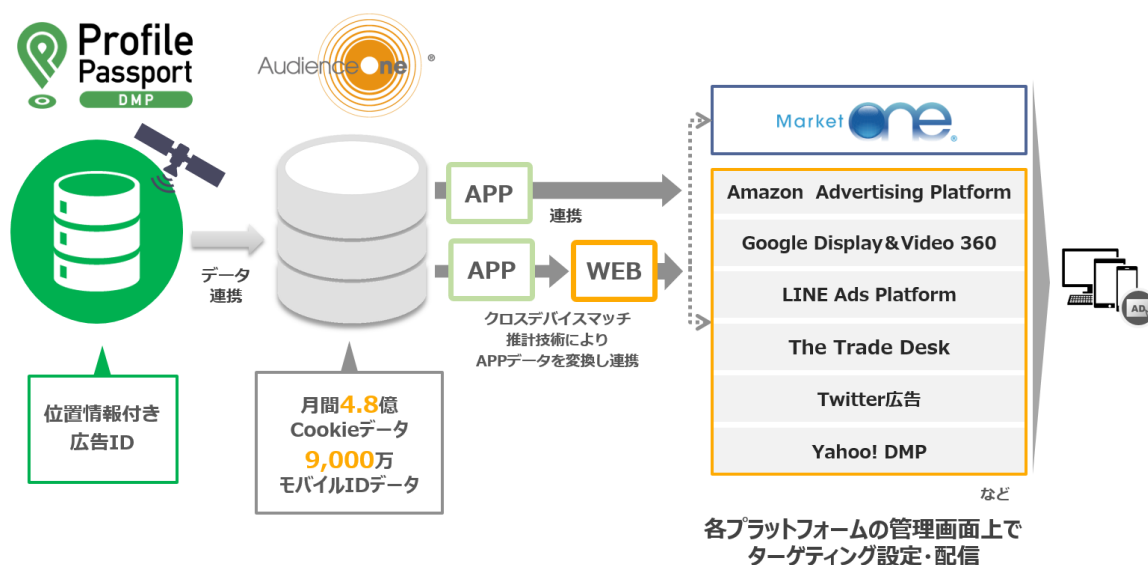 Profile
Passport
DMP
AudienceOne®
データ
連携
APP
連携
APP
WEB
クロスデバイスマッチ
推計技術により
APPデータを変換し連携
位置情報付き
広告ID
月間4.8億
Cookieデータ
9,000万
モバイルIDデータ
Market one®
Amazon Advertising Platform
Google Display&Video 360
LINE Ads Platform
The Trade Desk
Twitter広告
Yahoo! DMP
など
各プラットフォームの管理画面上で
ターゲティング設定・配信
AD